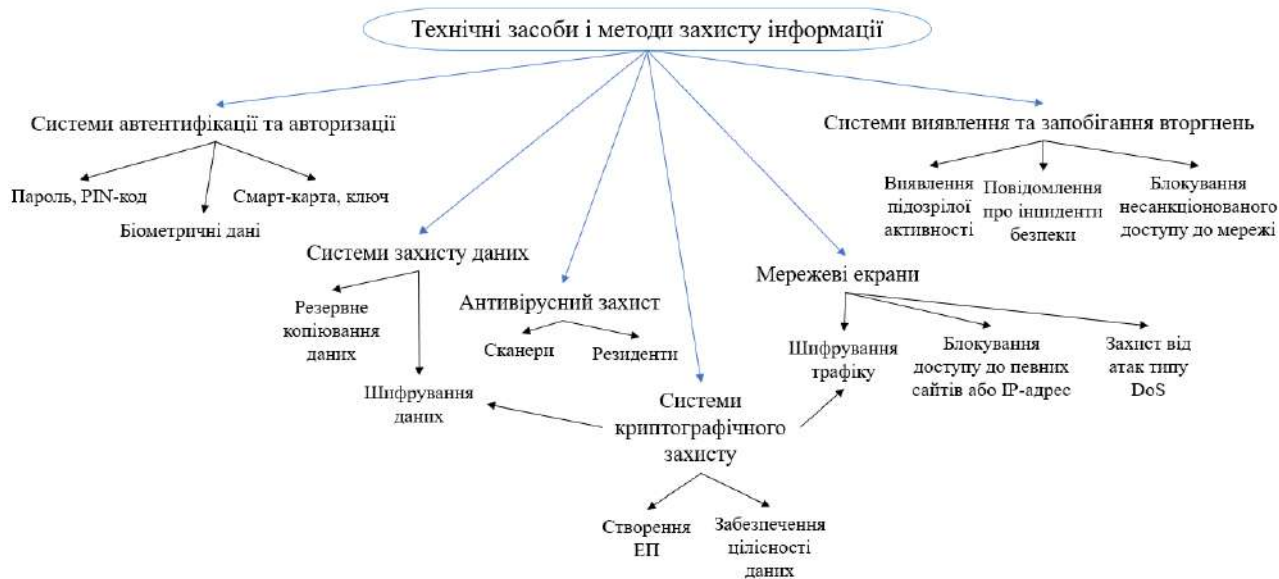 Технічні засоби і методи захисту інформації
Системи автентифікації та авторизації
Пароль, PIN-код
Біометричні дані
Смарт-карта, ключ
Системи захисту даних
Резервне
копіювання
даних
Шифрування
даних
Антивірусний захист
Сканери
Резиденти
Системи
криптографічного
захисту
Створення
ЕП
Забезпечення
цілісності
даних
Мережеві екрани
Шифрування
трафіку
Блокування
доступу до певних
сайтів або IP-адрес
Захист від
атак типу
DoS
Системи виявлення та запобігання вторгнень
Виявлення
підозрілої
активності
Повідомлення
про інциденти
безпеки
Блокування
несанкціонованого
доступу до мережі